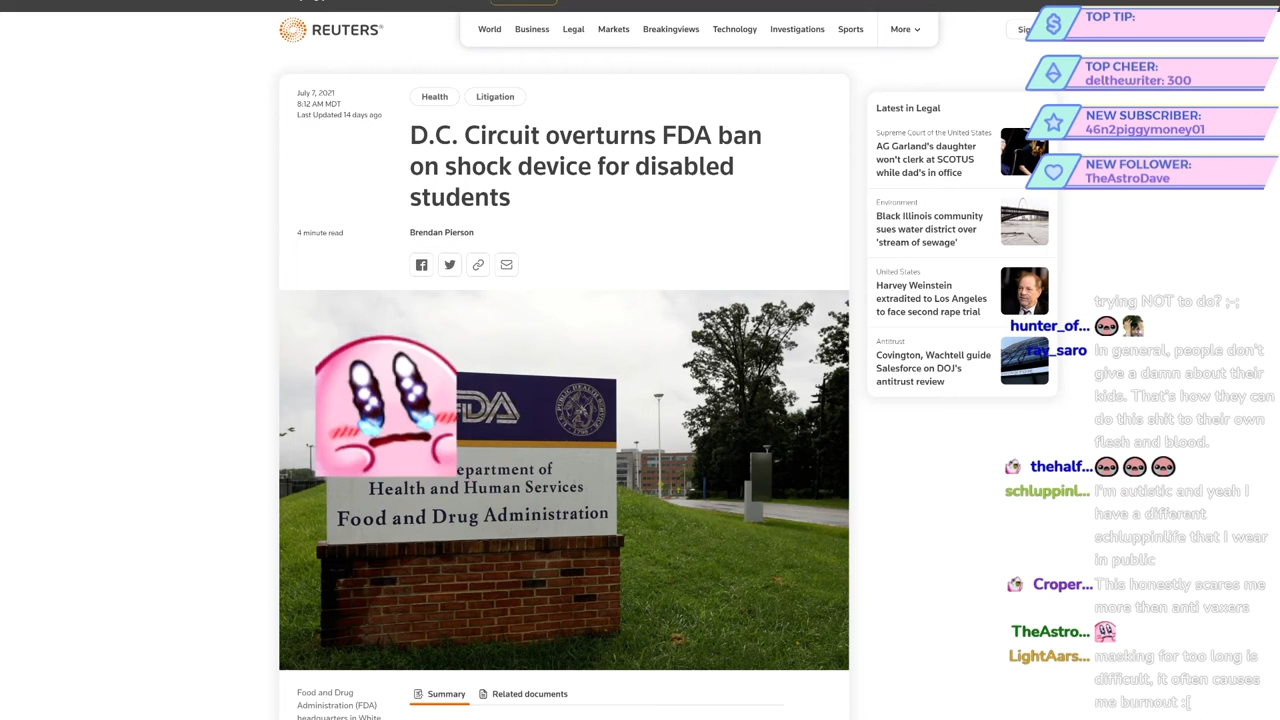 REUTERS®
World Business Legal Markets Breakingviews Technology Investigations Sports More
TOP TIP:
TOP CHEER:
delthewriter: 300
NEW SUBSCRIBER:
46n2piggymoney01
NEW FOLLOWER:
TheAstroDave
July 7, 2021
8:12 AM MDT
Last Updated 14 days ago
Health Litigation
D.C. Circuit overturns FDA ban
on shock device for disabled
students
4 minute read
Brendan Pierson
Latest in Legal
Supreme Court of the United States
AG Garland's daughter
won't clerk at SCOTUS
while dad's in office
Environment
Black Illinois community
sues water district over
'stream of sewage'
United States
Harvey Weinstein
extradited to Los Angeles
to face second rape trial
Antitrust
Covington, Wachtell guide
Salesforce on DOJ's
antitrust review
FDA
epartment of
Health and Human Services
Food and Drug Administration
Food and Drug
Administration (FDA)
headquarters in White
Summary Related documents
trying NOT to do? ;-;
hunter_of...
ray_saro In general, people don't
give a damn about their
kids. That's how they can
do this shit to their own
flesh and blood.
thehalf...
schluppinl... I'm autistic and yeah I
have a different
schluppinlife that I wear
in public
Croper... This honestly scares me
more then anti vaxers
TheAstro...
LightAars... masking for too long is
difficult, it often causes
me burnout :[